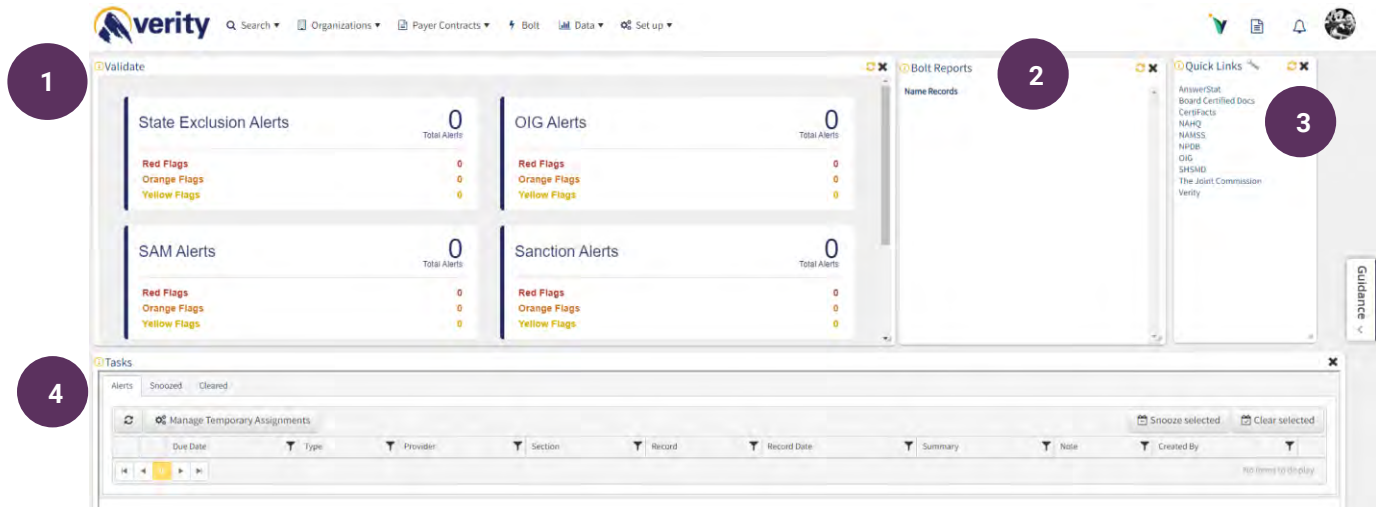 verity Search Organizations Payer Contracts Bolt Data Set up
1
Validate
State Exclusion Alerts 0
Total Alerts
Red Flags 0
Orange Flags 0
Yellow Flags 0
OIG Alerts 0
Total Alerts
Red Flags 0
Orange Flags 0
Yellow Flags 0
SAM Alerts 0
Total Alerts
Red Flags 0
Orange Flags 0
Yellow Flags 0
Sanction Alerts 0
Total Alerts
Red Flags 0
Orange Flags 0
Yellow Flags 0
Bolt Reports
2
Name Records
Quick Links
3
AnswerStat
Board Certified Docs
CertiFacts
NAHQ
NAMSS
NPDB
OIG
SHSMD
The Joint Commission
Verity
Guidance
4
Tasks
Alerts Snoozed Cleared
Manage Temporary Assignments Snooze selected Clear selected
Due Date Type Provider Section Record Record Date Summary Note Created By
No items to display